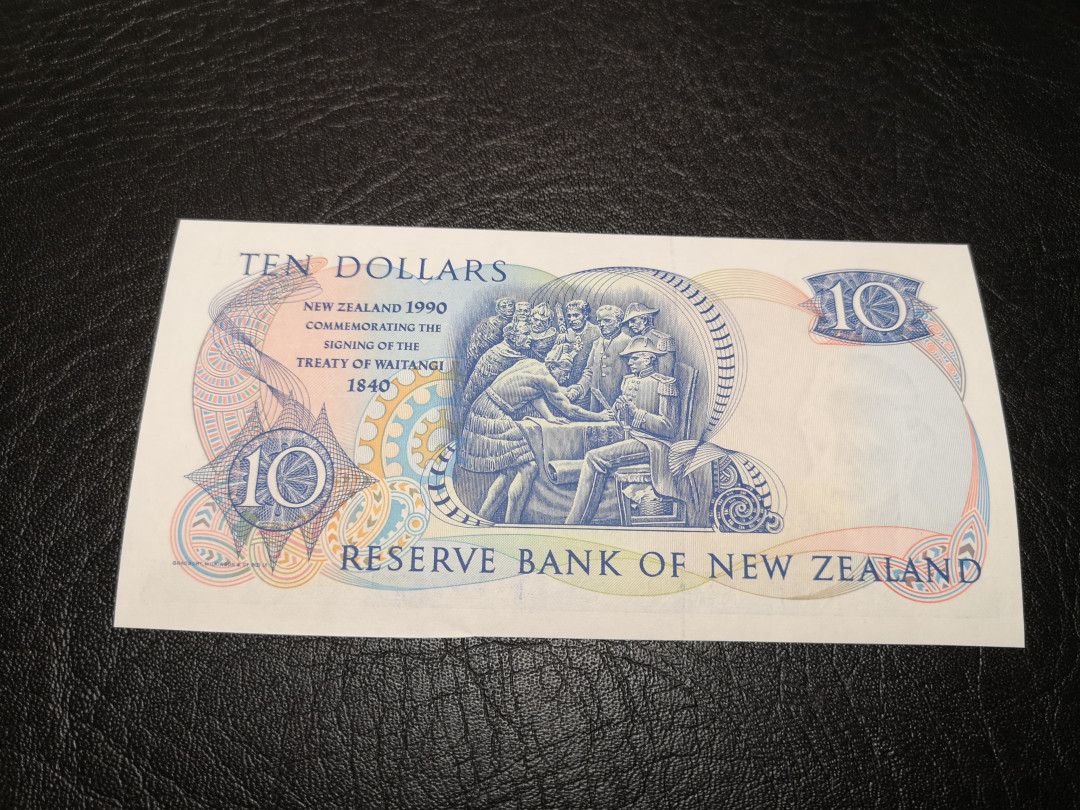 TEN DOLLARS
NEW ZEALAND 1990
COMMEMORATING THE
SIGNING OF THE
TREATY OF WAITANGI
1840
10
10
RESERVE BANK OF NEW ZEALAND